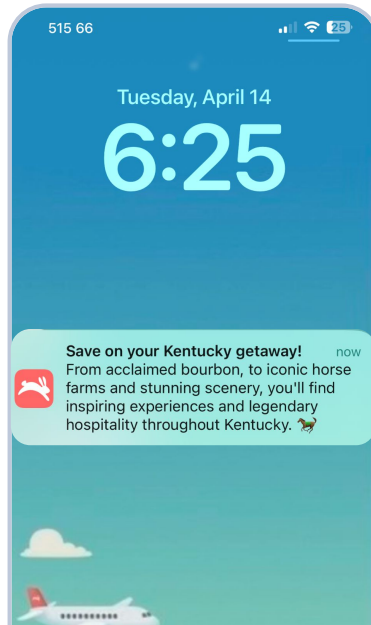 515 66
25
Tuesday, April 14
6:25
Save on your Kentucky getaway! now
From acclaimed bourbon, to iconic horse
farms and stunning scenery, you'll find
inspiring experiences and legendary
hospitality throughout Kentucky. 🐎